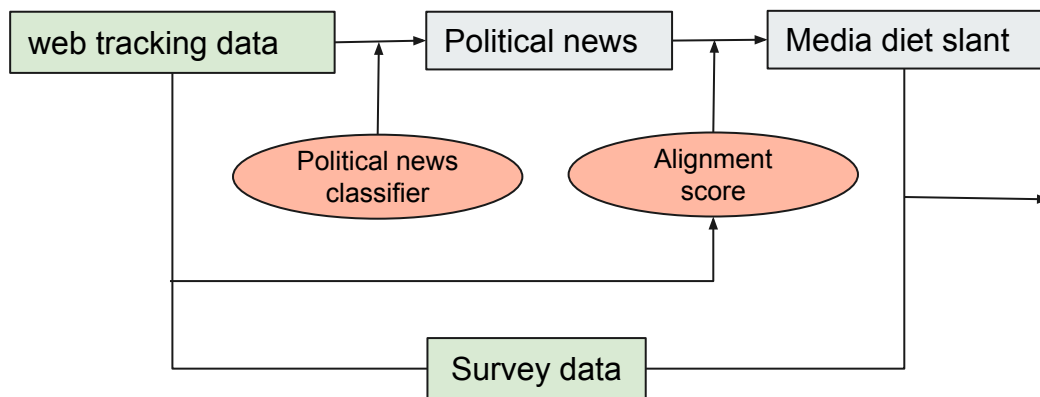 web tracking data
Political news
Media diet slant
Political news
classifier
Alignment
score
Survey data